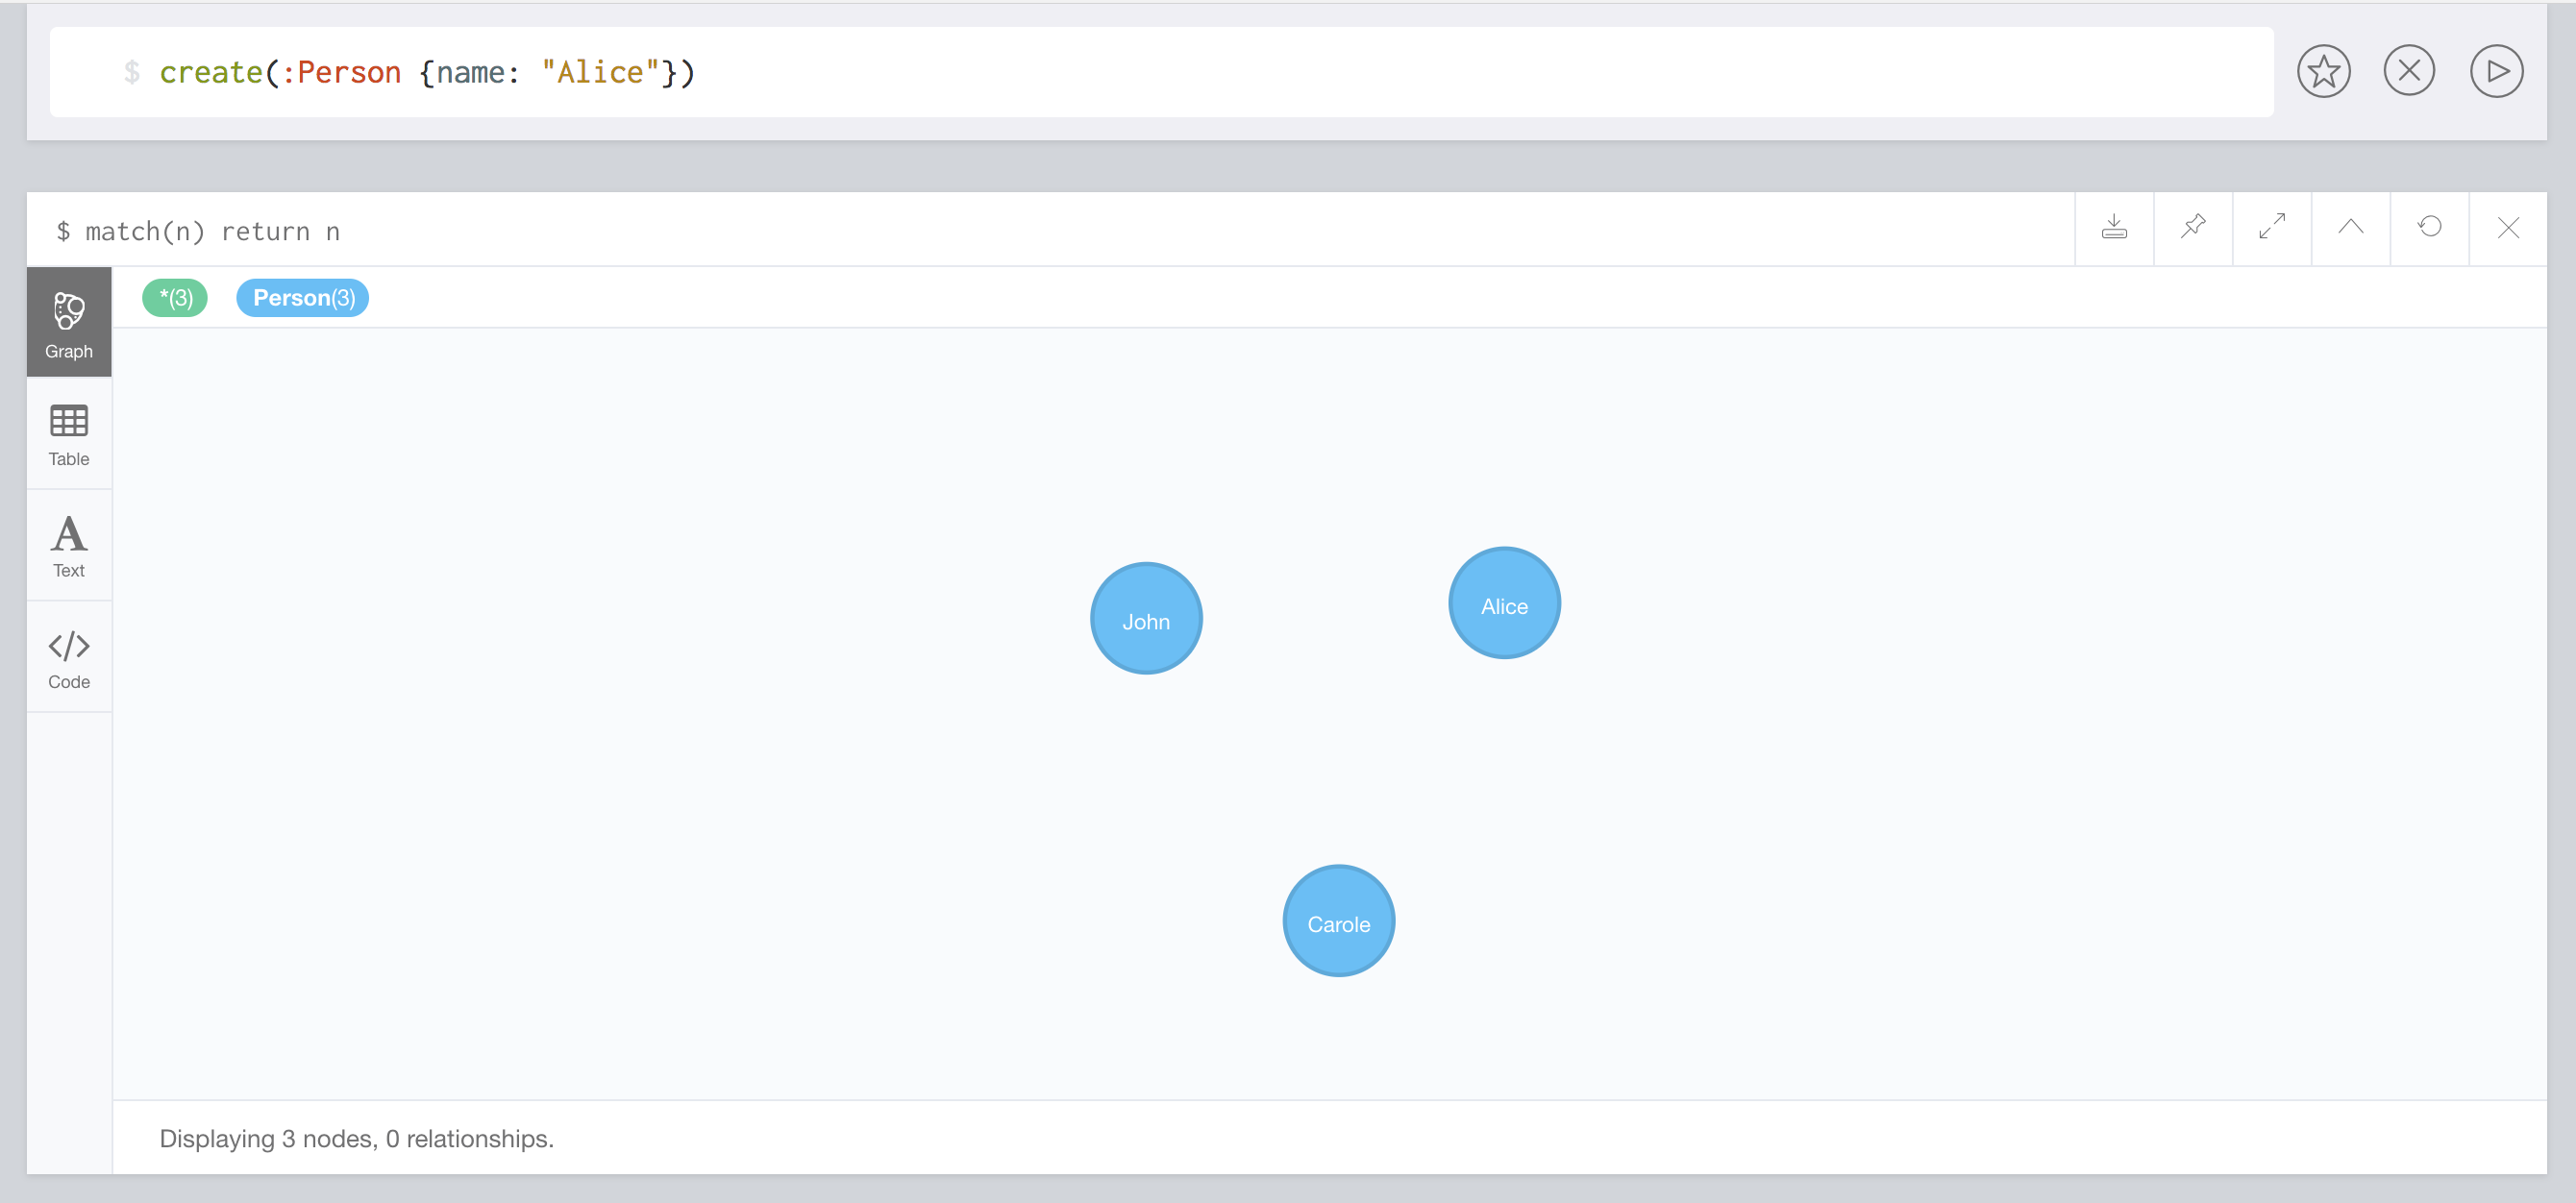 $ create(:Person {name: "Alice"})
$ match(n) return n
*(3) Person(3)
Graph
Table
A
Text
</> 
Code
John
Alice
Carole
Displaying 3 nodes, 0 relationships.